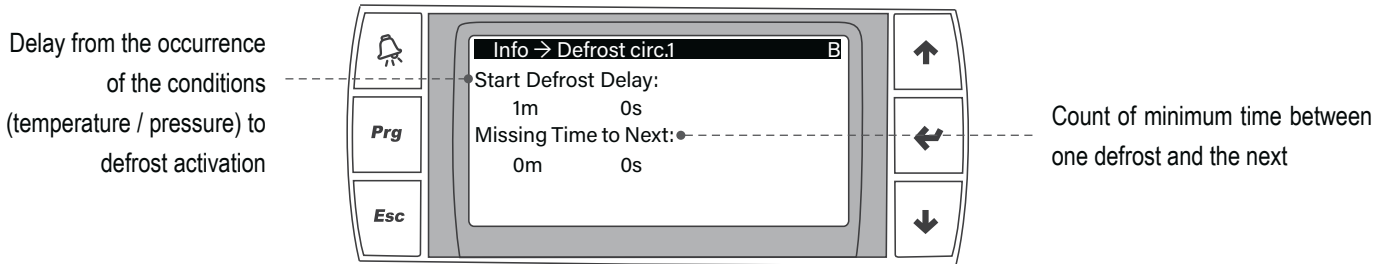 Delay from the occurrence
of the conditions
(temperature / pressure) to
defrost activation
Prg
Esc
Info → Defrost circ.1 B
Start Defrost Delay:
1m 0s
Missing Time to Next:
0m 0s
Count of minimum time between
one defrost and the next